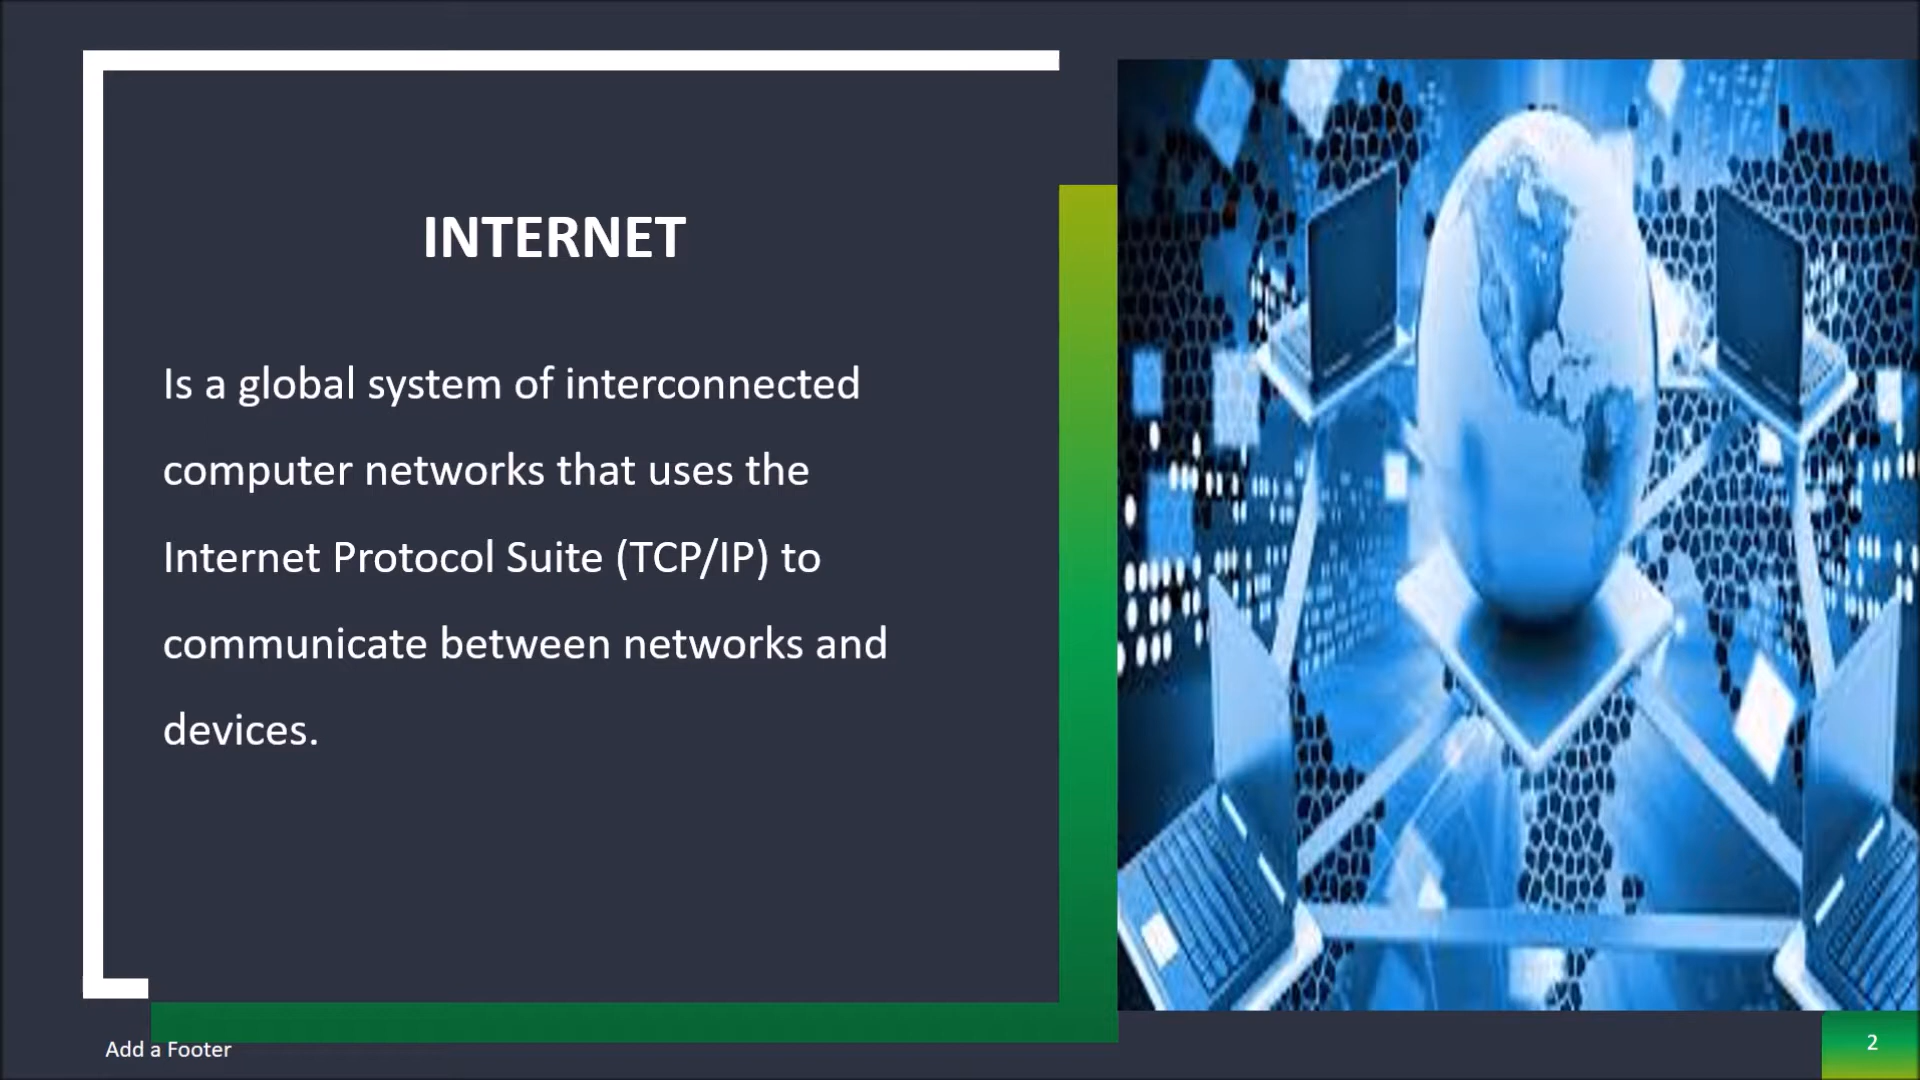 INTERNET
Is a global system of interconnected
computer networks that uses the
Internet Protocol Suite (TCP/IP) to
communicate between networks and
devices.
Add a Footer
2